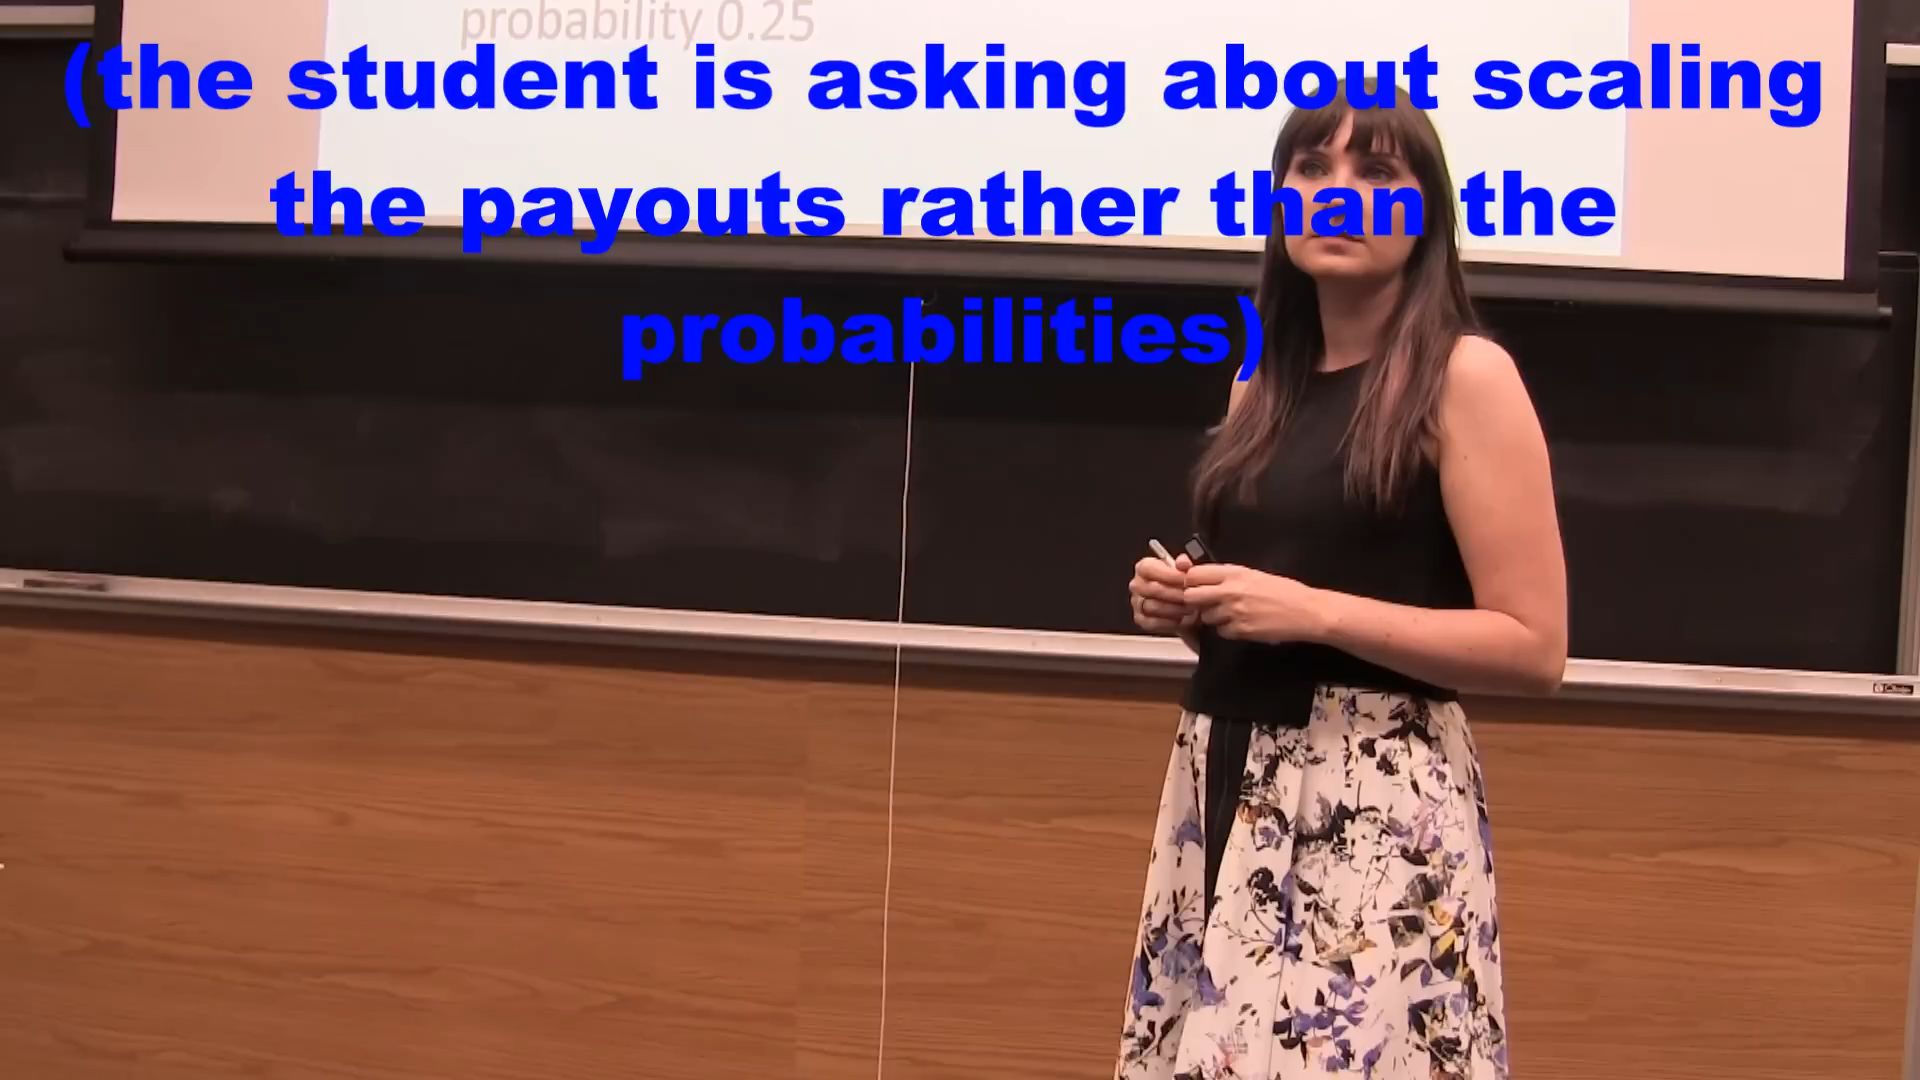 probability 0.25
(the student is asking about scaling
the payouts rather than the
probabilities)